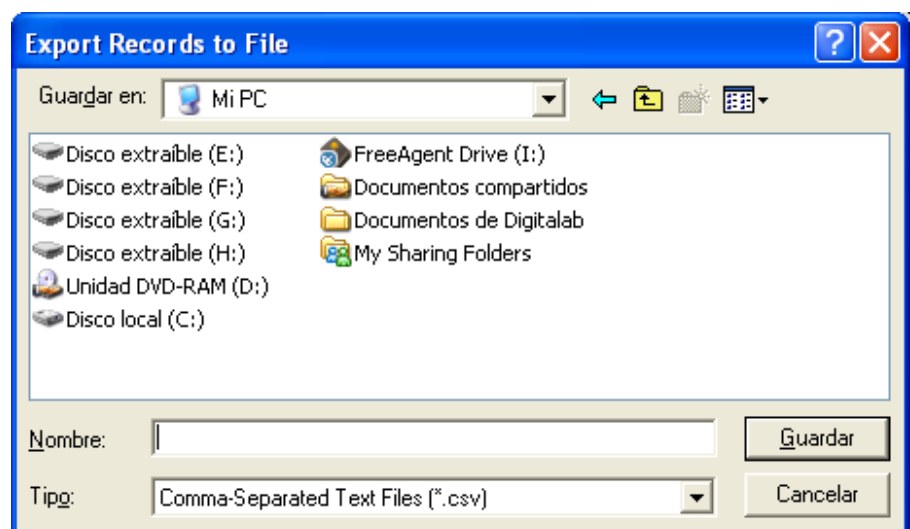 Export Records to File
Guardar en: Mi PC
Disco extraíble (E:) FreeAgent Drive (I:)
Disco extraíble (F:) Documentos compartidos
Disco extraíble (G:) Documentos de Digitalab
Disco extraíble (H:) My Sharing Folders
Unidad DVD-RAM (D:)
Disco local (C:)
Nombre: Guardar
Tipo: Comma-Separated Text Files (*.csv) Cancelar